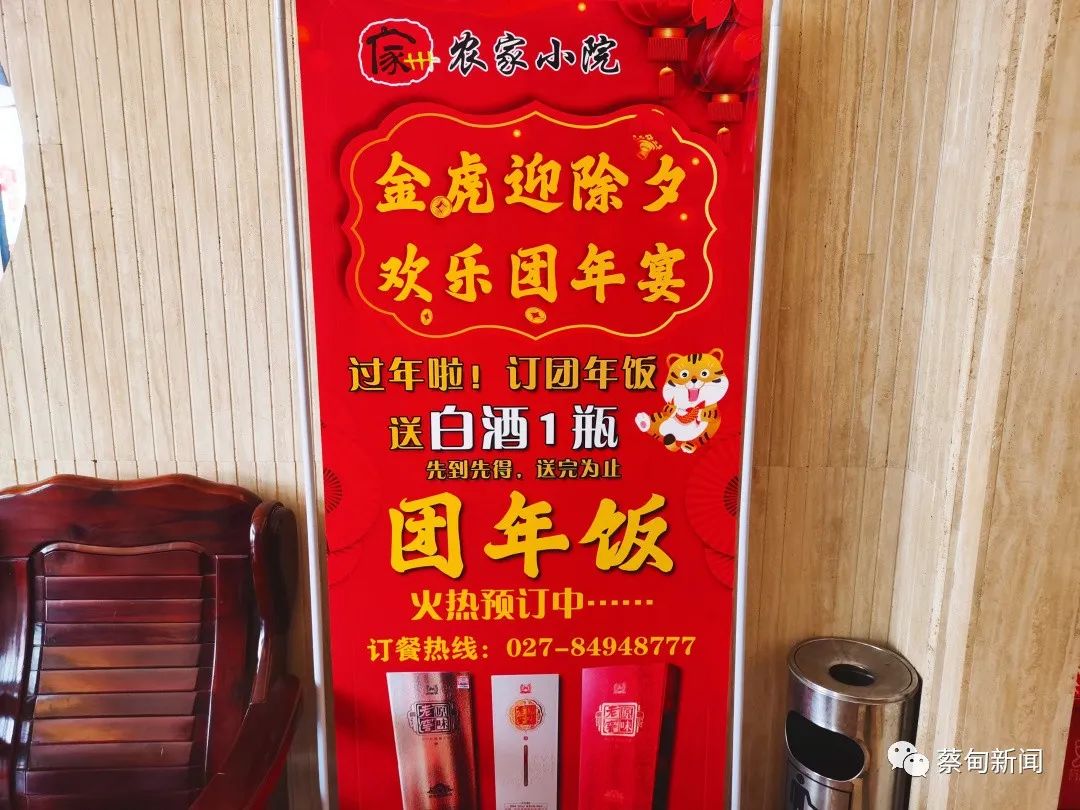 家
农家小院
金虎迎除夕
欢乐团年宴
过年啦！订团年饭
送白酒1瓶
先到先得，送完为止
团年饭
火热预订中······
订餐热线：027-84948777
蔡甸新闻